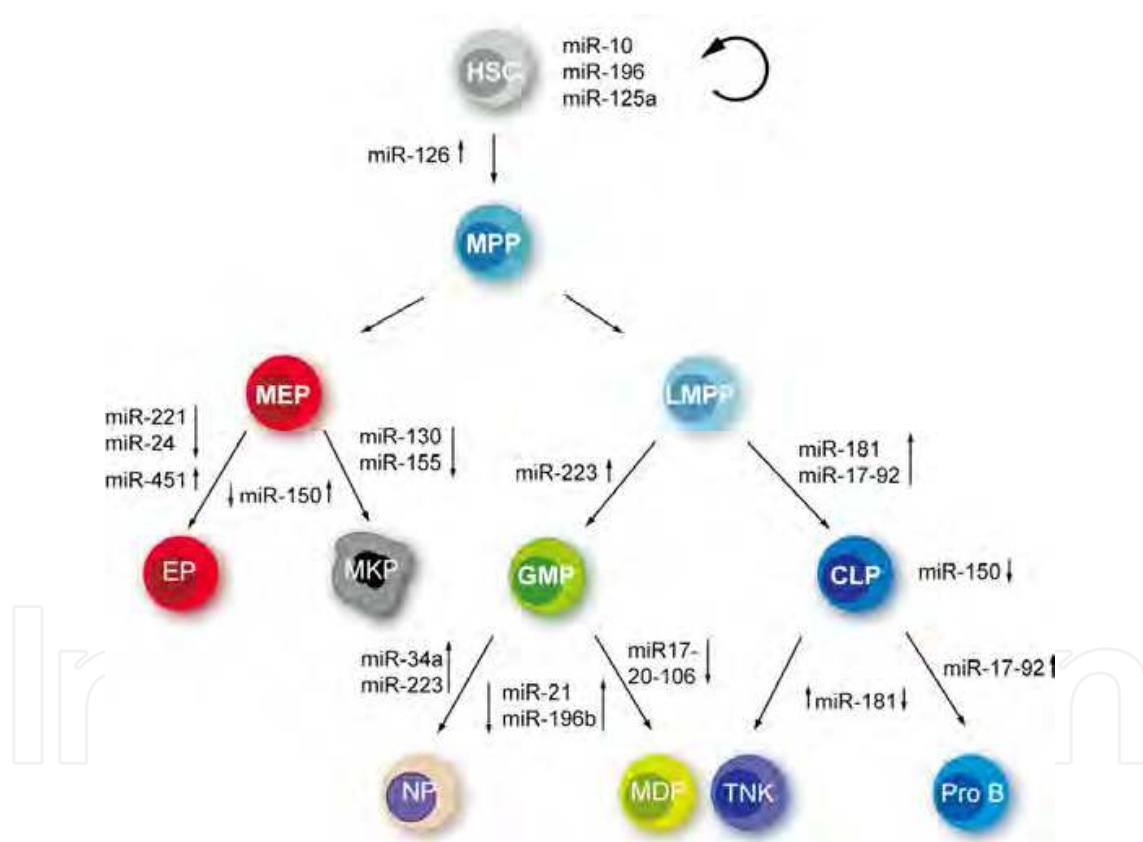 HSC
miR-10
miR-196
miR-125a
miR-126 ↑
MPP
MEP
LMPP
miR-221
miR-24
miR-451 ↑
miR-130
miR-155
↓ miR-150 ↑
miR-223 ↑
miR-181
miR-17-92
EP
MKP
GMP
CLP
miR-150 ↓
miR-34a
miR-223
miR-21
miR-196b
miR17-
20-106
↑ miR-181 ↓
miR-17-92 ↑
NP
MDP
TNK
Pro B